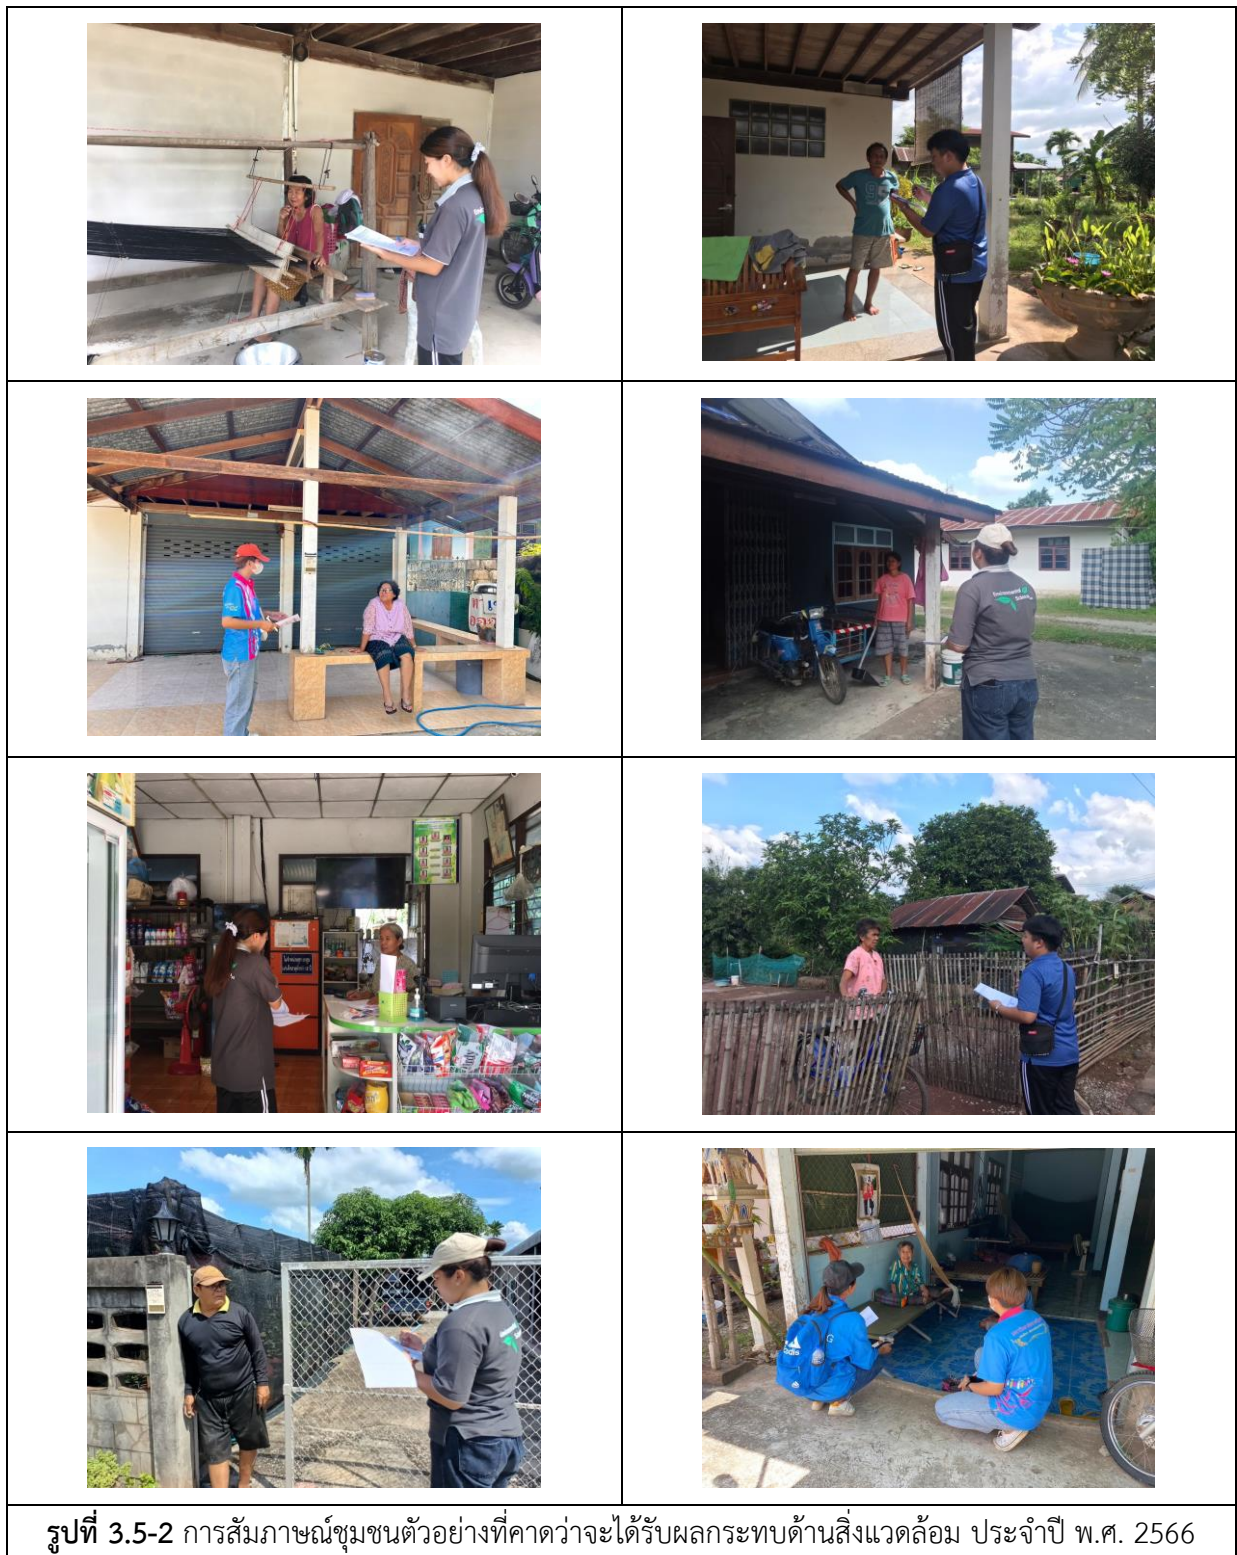 Environmental
Science
รูปที่ 3.5-2 การสัมภาษณ์ชุมชนตัวอย่างที่คาดว่าจะได้รับผลกระทบด้านสิ่งแวดล้อม ประจำปี พ.ศ. 2566